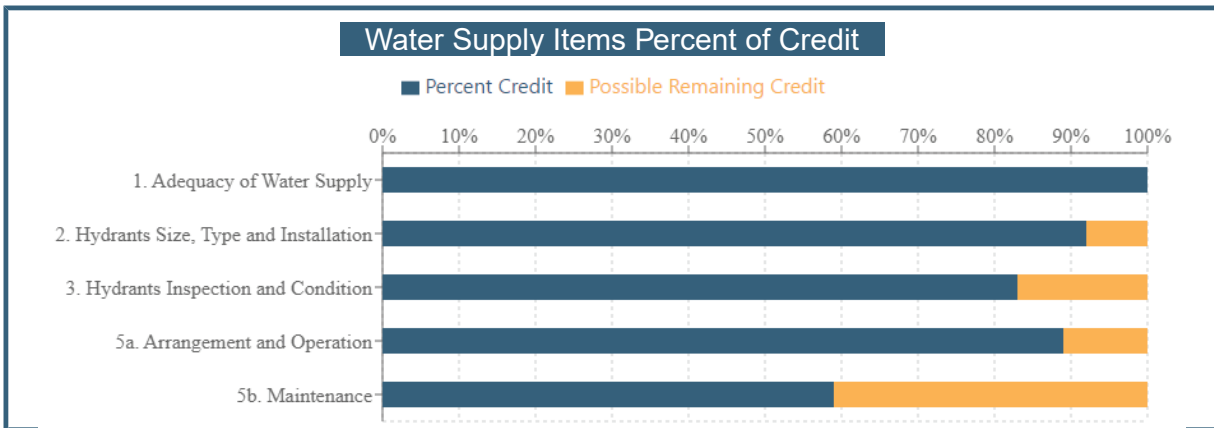 Water Supply Items Percent of Credit
Percent Credit Possible Remaining Credit
0% 10% 20% 30% 40% 50% 60% 70% 80% 90% 100%
1. Adequacy of Water Supply
2. Hydrants Size, Type and Installation
3. Hydrants Inspection and Condition
5a. Arrangement and Operation
5b. Maintenance